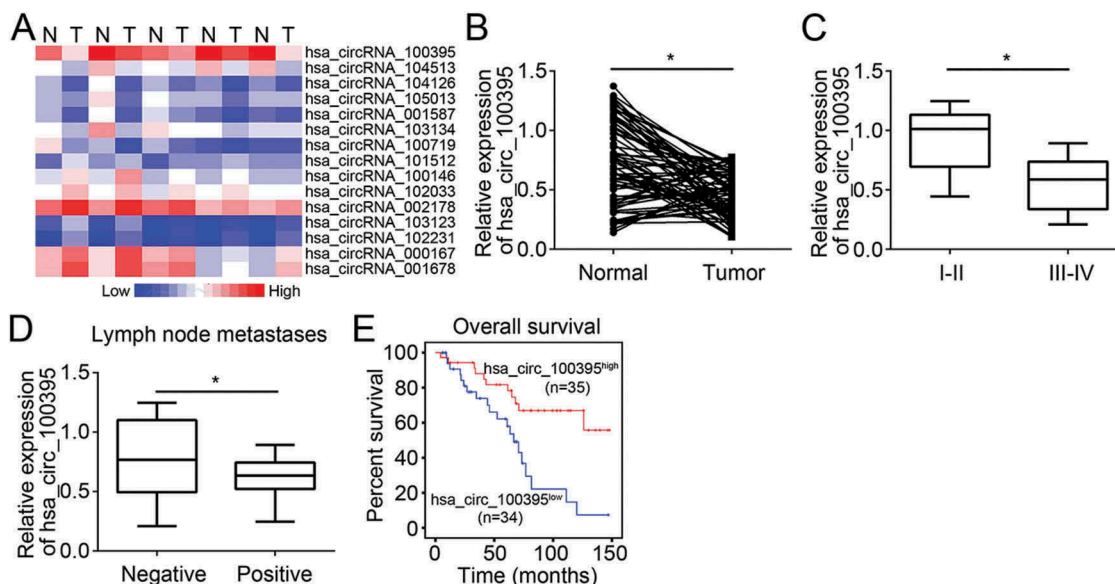 A
N T N T N T N T N T
hsa_circRNA_100395
hsa_circRNA_104513
hsa_circRNA_104126
hsa_circRNA_105013
hsa_circRNA_001587
hsa_circRNA_103134
hsa_circRNA_100719
hsa_circRNA_101512
hsa_circRNA_100146
hsa_circRNA_102033
hsa_circRNA_002178
hsa_circRNA_103123
hsa_circRNA_102231
hsa_circRNA_000167
hsa_circRNA_001678
Low High
B
Relative expression
of hsa_circ_100395
1.5
1.0
0.5
0.0
*
Normal Tumor
C
Relative expression
of hsa_circ_100395
1.5
1.0
0.5
0.0
*
I-II III-IV
D
Lymph node metastases
Relative expression
of hsa_circ_100395
1.5
1.0
0.5
0.0
*
Negative Positive
E
Overall survival
Percent survival
100
80
60
40
20
0
hsa_circ_100395high
(n=35)
hsa_circ_100395low
(n=34)
0 50 100 150
Time (months)